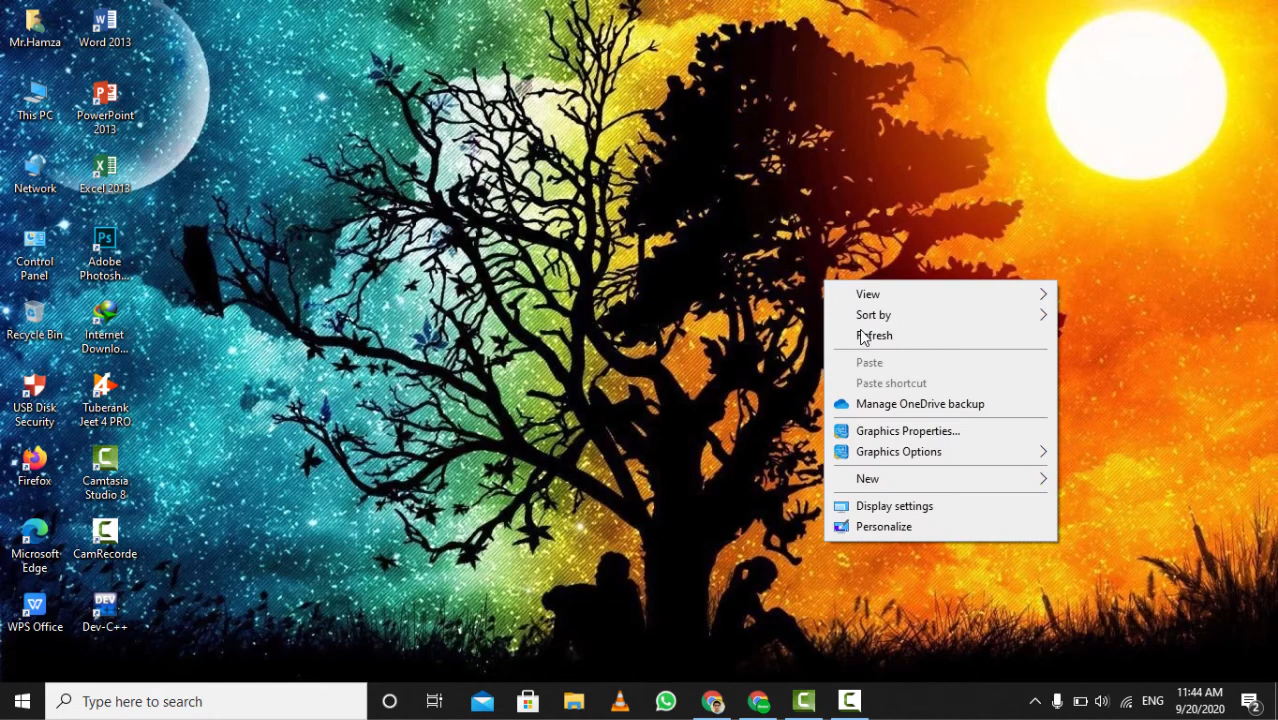 Mr.Hamza
Word 2013
This PC
PowerPoint
2013
Network
Excel 2013
Control
Panel
Adobe
Photosh...
Recycle Bin
Internet
Downlo...
USB Disk
Security
Tuberank
Jeet 4 PRO
Firefox
Camtasia
Studio 8
Microsoft
Edge
CamRecorde
WPS Office
DEV
Dev-C++
View
Sort by
Refresh
Paste
Paste shortcut
Manage OneDrive backup
Graphics Properties...
Graphics Options
New
Display settings
Personalize
Type here to search
ENG
11:44 AM
9/20/2020
2